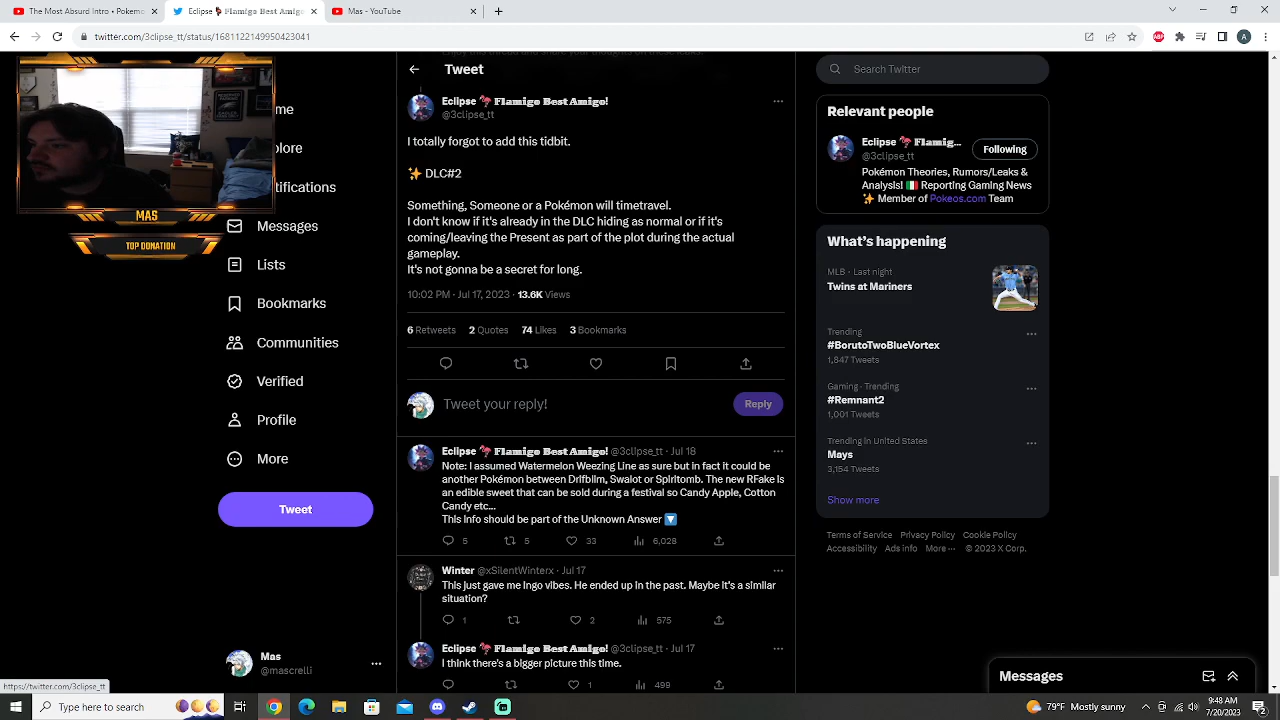 The Most Absurd Intro • Pokémo
Eclipse 🦩 Flamigo Best Amigo!
Mas - YouTube
twitter.com/3clipse_tt/status/1681122149950423041
MAS
TOP DONATION
me
lore
tifications
Messages
Lists
Bookmarks
Communities
Verified
Profile
More
Tweet
Mas
@mascrelli
Tweet
Eclipse 🦩 Flamigo Best Amigo!
@3clipse_tt
I totally forgot to add this tidbit.
✨ DLC#2
Something, Someone or a Pokémon will timetravel.
I don't know if it's already in the DLC hiding as normal or if it's
coming/leaving the Present as part of the plot during the actual
gameplay.
It's not gonna be a secret for long.
10:02 PM · Jul 17, 2023 · 13.6K Views
6 Retweets 2 Quotes 74 Likes 3 Bookmarks
Tweet your reply!
Reply
Eclipse 🦩 Flamigo Best Amigo! @3clipse_tt · Jul 18
Note: I assumed Watermelon Weezing Line as sure but in fact it could be
another Pokémon between Drifblim, Swalot or Spiritomb. The new RFake is
an edible sweet that can be sold during a festival so Candy Apple, Cotton
Candy etc...
This Info should be part of the Unknown Answer 🔽
5 5 33 6,028
Winter @xSilentWinterx · Jul 17
This just gave me Ingo vibes. He ended up in the past. Maybe it's a similar
situation?
1 2 575
Eclipse 🦩 Flamigo Best Amigo! @3clipse_tt · Jul 17
I think there's a bigger picture this time.
1 499
Search Twitter
Relevant people
Eclipse 🦩 Flamig...
@3clipse_tt
Following
Pokémon Theories, Rumors/Leaks &
Analysis! 🇮🇹 Reporting Gaming News
✨ Member of Pokeos.com Team
What's happening
MLB · Last night
Twins at Mariners
Trending
#BorutoTwoBlueVortex
1,847 Tweets
Gaming · Trending
#Remnant2
1,001 Tweets
Trending in United States
Mays
3,154 Tweets
Show more
Terms of Service Privacy Policy Cookie Policy
Accessibility Ads info More ··· © 2023 X Corp.
Messages
https://twitter.com/3clipse_tt
Type here to search
79°F Mostly sunny
9:48 AM
7/20/2023